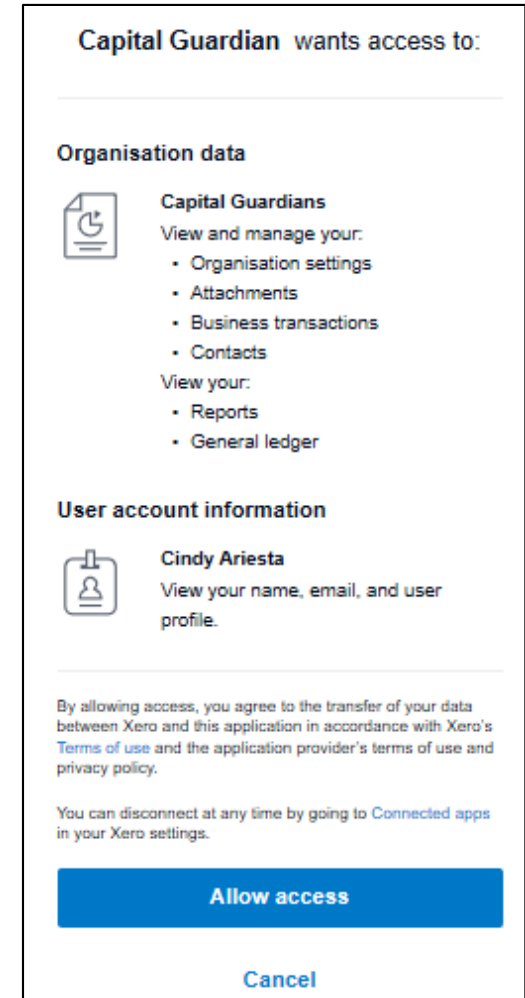 Capital Guardian wants access to:
Organisation data
Capital Guardians
View and manage your:
• Organisation settings
• Attachments
• Business transactions
• Contacts
View your:
• Reports
• General ledger
User account information
Cindy Ariesta
View your name, email, and user
profile.
By allowing access, you agree to the transfer of your data
between Xero and this application in accordance with Xero's
Terms of use and the application provider's terms of use and
privacy policy.
You can disconnect at any time by going to Connected apps
in your Xero settings.
Allow access
Cancel